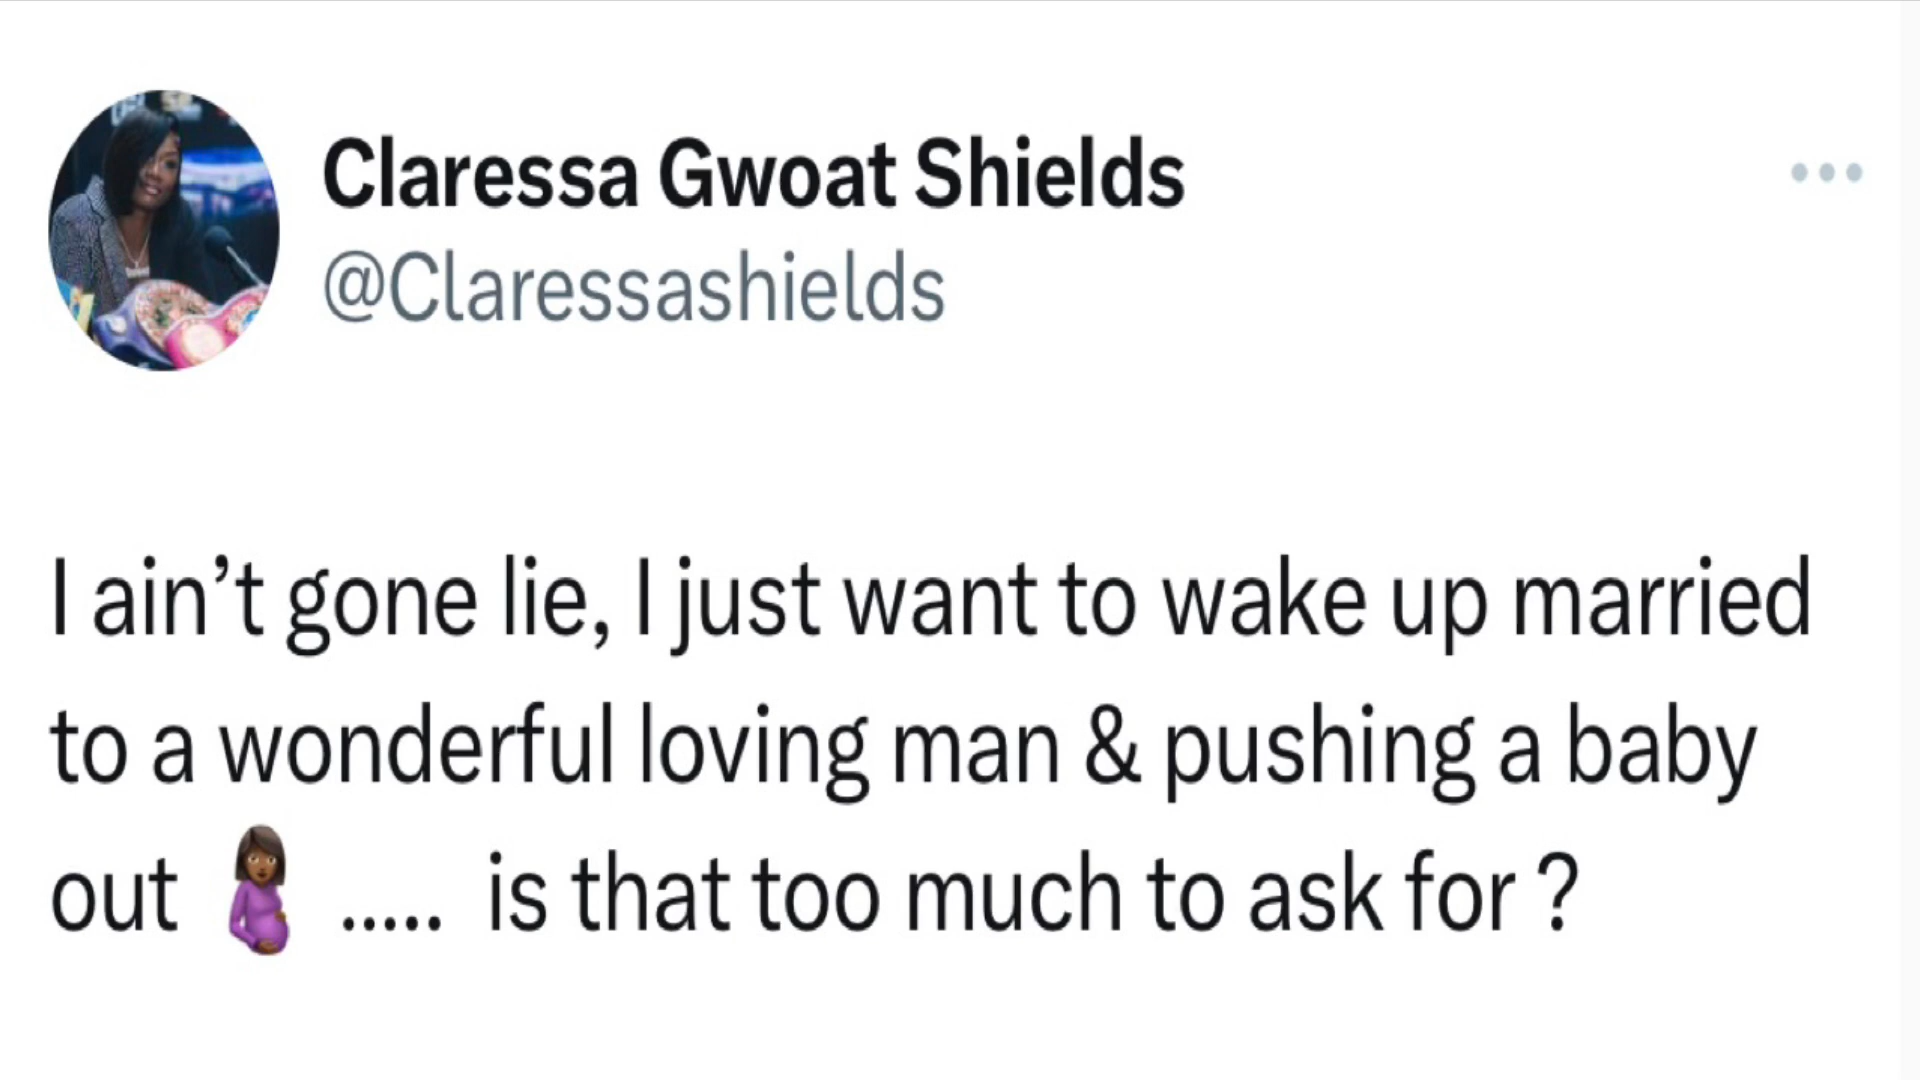 Claressa Gwoat Shields
@Claressashields
I ain’t gone lie, I just want to wake up married
to a wonderful loving man & pushing a baby
out 🤰🏾 ..... is that too much to ask for ?